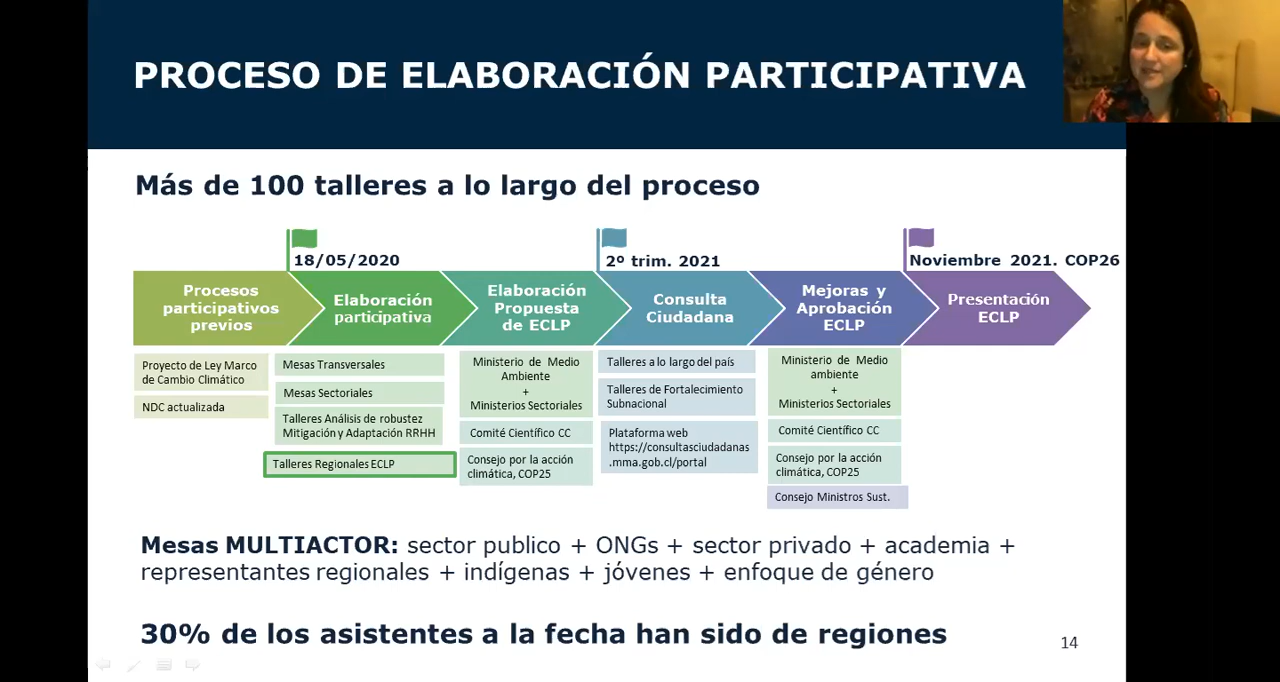 PROCESO DE ELABORACIÓN PARTICIPATIVA
Más de 100 talleres a lo largo del proceso
18/05/2020
2º trim. 2021
Noviembre 2021. COP26
Procesos
participativos
previos
Elaboración
participativa
Elaboración
Propuesta
de ECLP
Consulta
Ciudadana
Mejoras y
Aprobación
ECLP
Presentación
ECLP
Proyecto de Ley Marco
de Cambio Climático
NDC actualizada
Mesas Transversales
Mesas Sectoriales
Talleres Análisis de robustez
Mitigación y Adaptación RRHH
Talleres Regionales ECLP
Ministerio de Medio
Ambiente
+
Ministerios Sectoriales
Comité Científico CC
Consejo por la acción
climática, COP25
Talleres a lo largo del país
Talleres de Fortalecimiento
Subnacional
Plataforma web
https://consultasciudadanas
.mma.gob.cl/portal
Ministerio de Medio
ambiente
+
Ministerios Sectoriales
Comité Científico CC
Consejo por la acción
climática, COP25
Consejo Ministros Sust.
Mesas MULTIACTOR: sector publico + ONGs + sector privado + academia +
representantes regionales + indígenas + jóvenes + enfoque de género
30% de los asistentes a la fecha han sido de regiones
14